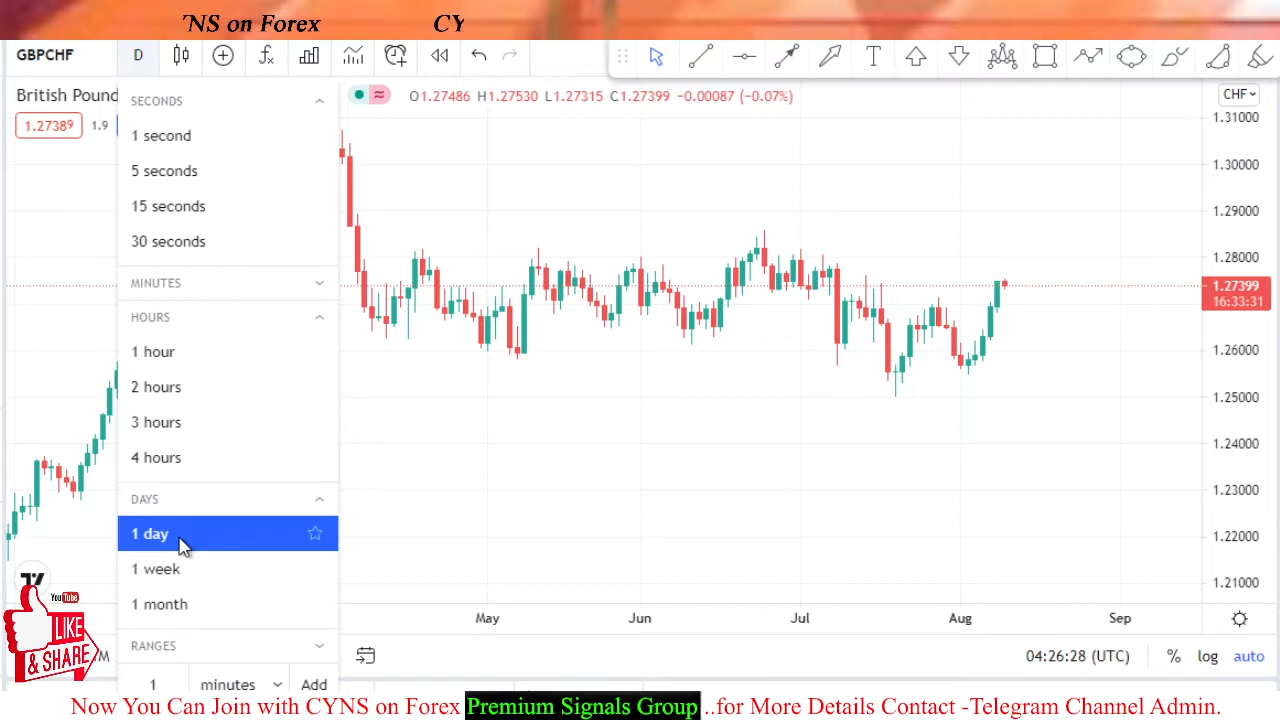 'NS on Forex CY
GBPCHF D
British Pound
O1.27486 H1.27530 L1.27315 C1.27399 −0.00087 (−0.07%)
CHF
1.27389 1.9
SECONDS
1 second
5 seconds
15 seconds
30 seconds
MINUTES
HOURS
1 hour
2 hours
3 hours
4 hours
DAYS
1 day
1 week
1 month
RANGES
1 minutes Add
1.31000
1.30000
1.29000
1.28000
1.27399
16:33:31
1.26000
1.25000
1.24000
1.23000
1.22000
1.21000
May Jun Jul Aug Sep
04:26:28 (UTC) % log auto
YouTube
LIKE
& SHARE
M
Now You Can Join with CYNS on Forex Premium Signals Group ..for More Details Contact -Telegram Channel Admin.